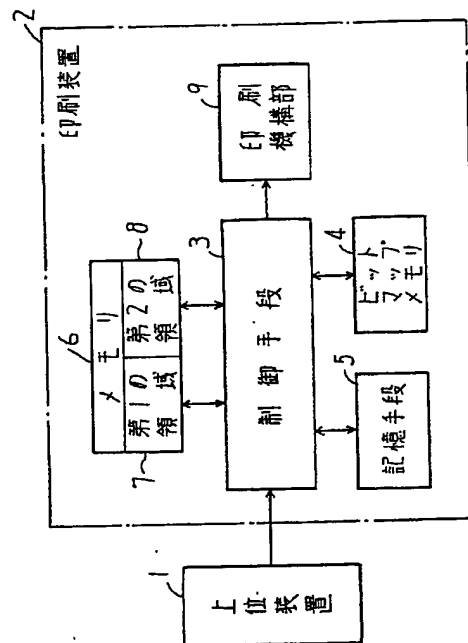 2
印刷装置
6
メモリ
7
第1の
領域
第2の
領域
8
9
印刷
機構部
3
制御手段
1
上位装置
5
記憶手段
4
ビット
マップ
メモリ